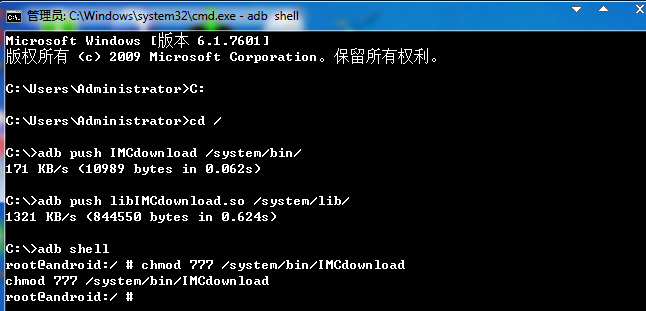 管理员: C:\Windows\system32\cmd.exe - adb shell
Microsoft Windows [版本 6.1.7601]
版权所有 (c) 2009 Microsoft Corporation。保留所有权利。
C:\Users\Administrator>C:
C:\Users\Administrator>cd /
C:\>adb push IMCdownload /system/bin/
171 KB/s (10989 bytes in 0.062s)
C:\>adb push libIMCdownload.so /system/lib/
1321 KB/s (844550 bytes in 0.624s)
C:\>adb shell
root@android:/ # chmod 777 /system/bin/IMCdownload
chmod 777 /system/bin/IMCdownload
root@android:/ #